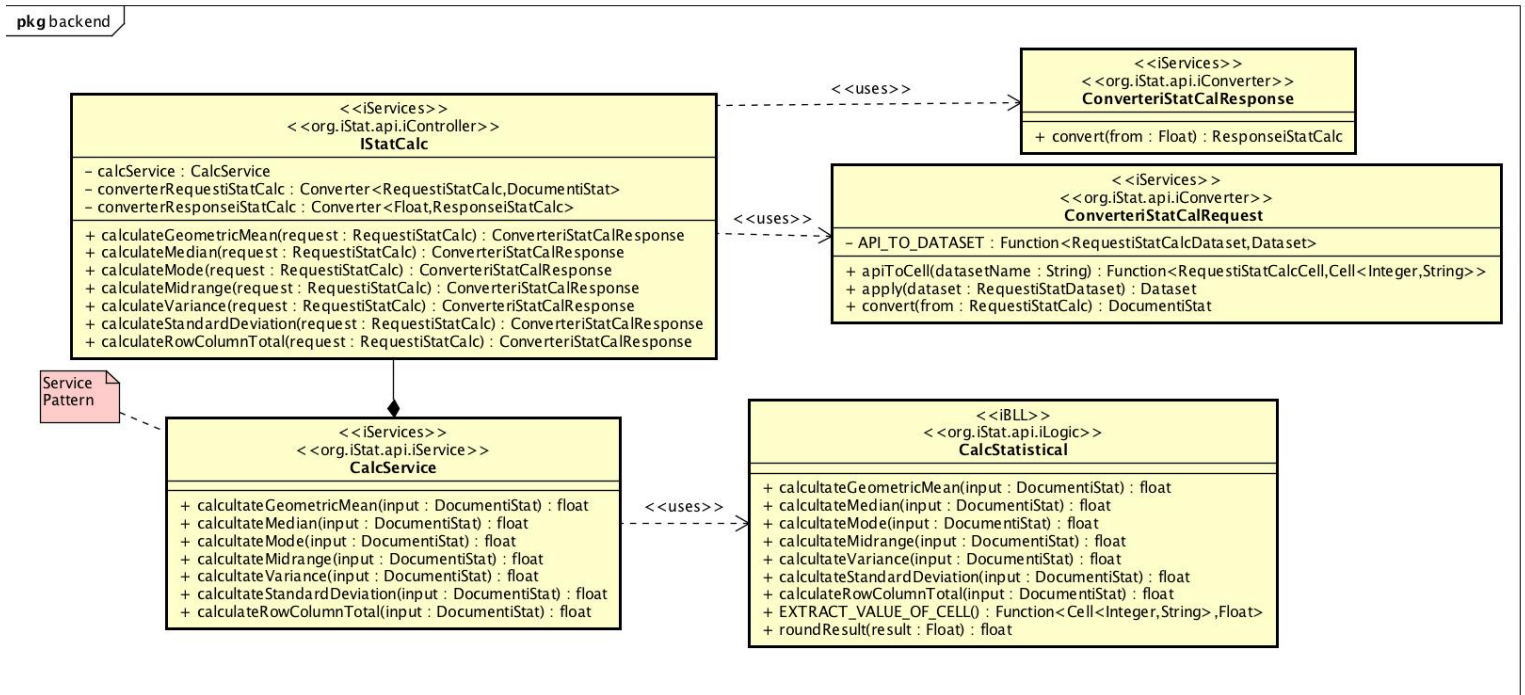 pkg backend
<<iServices>>
<<org.iStat.api.iController>>
IStatCalc
– calcService : CalcService
– converterRequestiStatCalc : Converter<RequestiStatCalc,DocumentiStat>
– converterResponseiStatCalc : Converter<Float,ResponseiStatCalc>
+ calculateGeometricMean(request : RequestiStatCalc) : ConverteriStatCalResponse
+ calculateMedian(request : RequestiStatCalc) : ConverteriStatCalResponse
+ calculateMode(request : RequestiStatCalc) : ConverteriStatCalResponse
+ calculateMidrange(request : RequestiStatCalc) : ConverteriStatCalResponse
+ calculateVariance(request : RequestiStatCalc) : ConverteriStatCalResponse
+ calculateStandardDeviation(request : RequestiStatCalc) : ConverteriStatCalResponse
+ calculateRowColumnTotal(request : RequestiStatCalc) : ConverteriStatCalResponse
<<uses>>
<<iServices>>
<<org.iStat.api.iConverter>>
ConverteriStatCalResponse
+ convert(from : Float) : ResponseiStatCalc
<<uses>>
<<iServices>>
<<org.iStat.api.iConverter>>
ConverteriStatCalRequest
– API_TO_DATASET : Function<RequestiStatCalcDataset,Dataset>
+ apiToCell(datasetName : String) : Function<RequestiStatCalcCell,Cell<Integer,String>>
+ apply(dataset : RequestiStatDataset) : Dataset
+ convert(from : RequestiStatCalc) : DocumentiStat
Service
Pattern
<<iServices>>
<<org.iStat.api.iService>>
CalcService
+ calcultateGeometricMean(input : DocumentiStat) : float
+ calcultateMedian(input : DocumentiStat) : float
+ calcultateMode(input : DocumentiStat) : float
+ calcultateMidrange(input : DocumentiStat) : float
+ calcultateVariance(input : DocumentiStat) : float
+ calcultateStandardDeviation(input : DocumentiStat) : float
+ calculateRowColumnTotal(input : DocumentiStat) : float
<<uses>>
<<iBLL>>
<<org.iStat.api.iLogic>>
CalcStatistical
+ calcultateGeometricMean(input : DocumentiStat) : float
+ calcultateMedian(input : DocumentiStat) : float
+ calcultateMode(input : DocumentiStat) : float
+ calcultateMidrange(input : DocumentiStat) : float
+ calcultateVariance(input : DocumentiStat) : float
+ calcultateStandardDeviation(input : DocumentiStat) : float
+ calculateRowColumnTotal(input : DocumentiStat) : float
+ EXTRACT_VALUE_OF_CELL() : Function<Cell<Integer,String>,Float>
+ roundResult(result : Float) : float